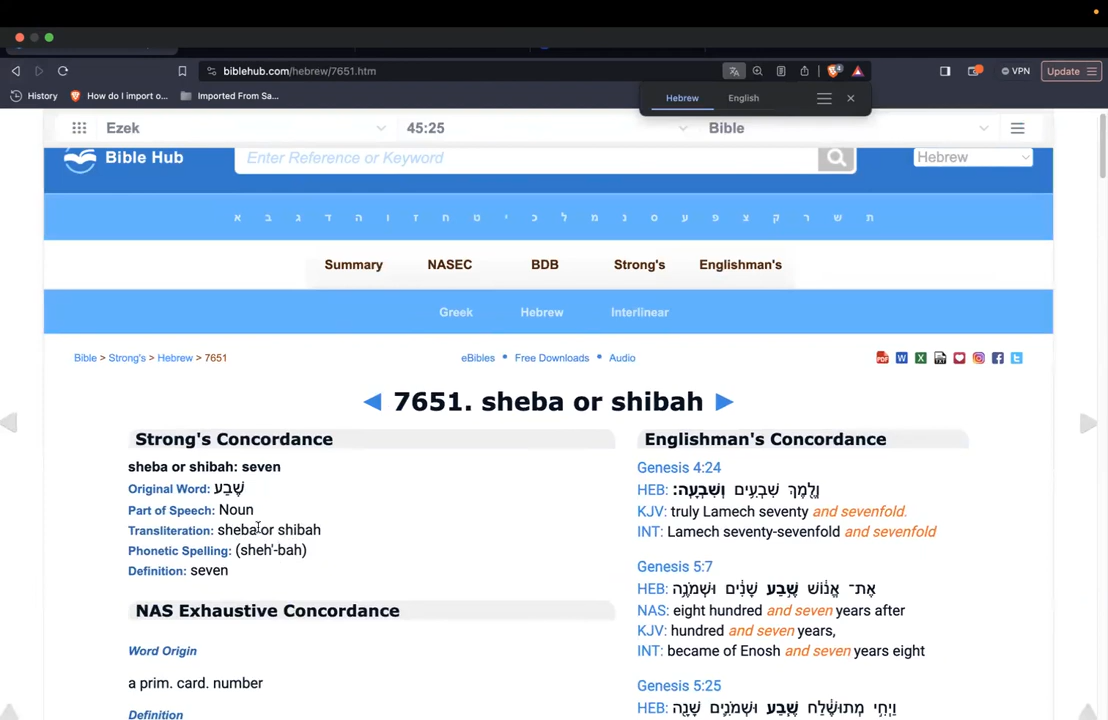 biblehub.com/hebrew/7651.htm
VPN
Update
History
How do I import o...
Imported From Sa...
Hebrew
English
Ezek
45:25
Bible
Bible Hub
Enter Reference or Keyword
Hebrew
א ב ג ד ה ו ז ח ט י כ ל מ נ ס ע פ צ ק ר ש ת
Summary
NASEC
BDB
Strong's
Englishman's
Greek
Hebrew
Interlinear
Bible > Strong's > Hebrew > 7651
eBibles • Free Downloads • Audio
7651. sheba or shibah
Strong's Concordance
sheba or shibah: seven
Original Word: שֶׁבַע
Part of Speech: Noun
Transliteration: sheba or shibah
Phonetic Spelling: (sheh'-bah)
Definition: seven
NAS Exhaustive Concordance
Word Origin
a prim. card. number
Definition
Englishman's Concordance
Genesis 4:24
HEB: וְלֶ֖מֶךְ שִׁבְעִ֥ים וְשִׁבְעָֽה׃
KJV: truly Lamech seventy and sevenfold.
INT: Lamech seventy-sevenfold and sevenfold
Genesis 5:7
HEB: אֶת־ אֱנ֔וֹשׁ שֶׁ֣בַע שָׁנִ֔ים וּשְׁמֹנֶ֥ה
NAS: eight hundred and seven years after
KJV: hundred and seven years,
INT: became of Enosh and seven years eight
Genesis 5:25
HEB: וַיְחִ֣י מְתוּשֶׁ֔לַח שֶׁ֧בַע וּשְׁמֹנִ֛ים שָׁנָ֖ה